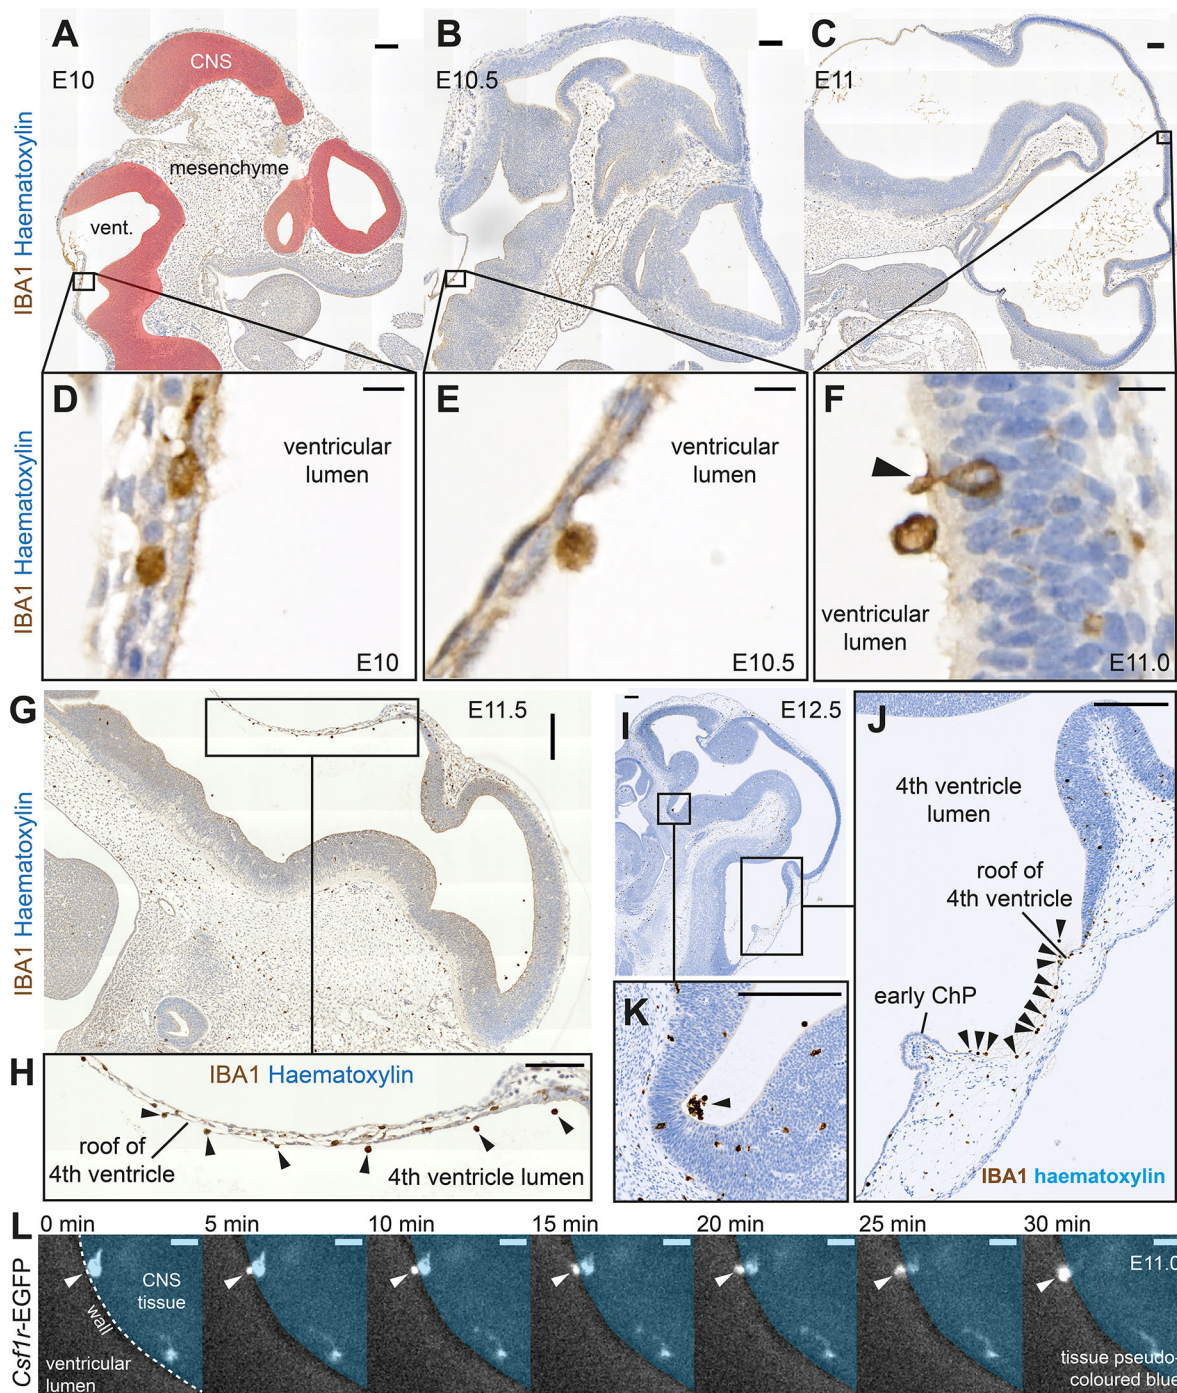 A
E10
CNS
mesenchyme
vent.
B
E10.5
C
E11
IBA1 Haematoxylin
D
ventricular
lumen
E10
E
ventricular
lumen
E10.5
F
ventricular
lumen
E11.0
IBA1 Haematoxylin
G
E11.5
IBA1 Haematoxylin
H
IBA1 Haematoxylin
roof of
4th ventricle
4th ventricle lumen
I
E12.5
J
4th ventricle
lumen
roof of
4th ventricle
early ChP
IBA1 haematoxylin
K
L
0 min
5 min
10 min
15 min
20 min
25 min
30 min
Csf1r-EGFP
CNS
tissue
wall
ventricular
lumen
E11.0
tissue pseudo-
coloured blue